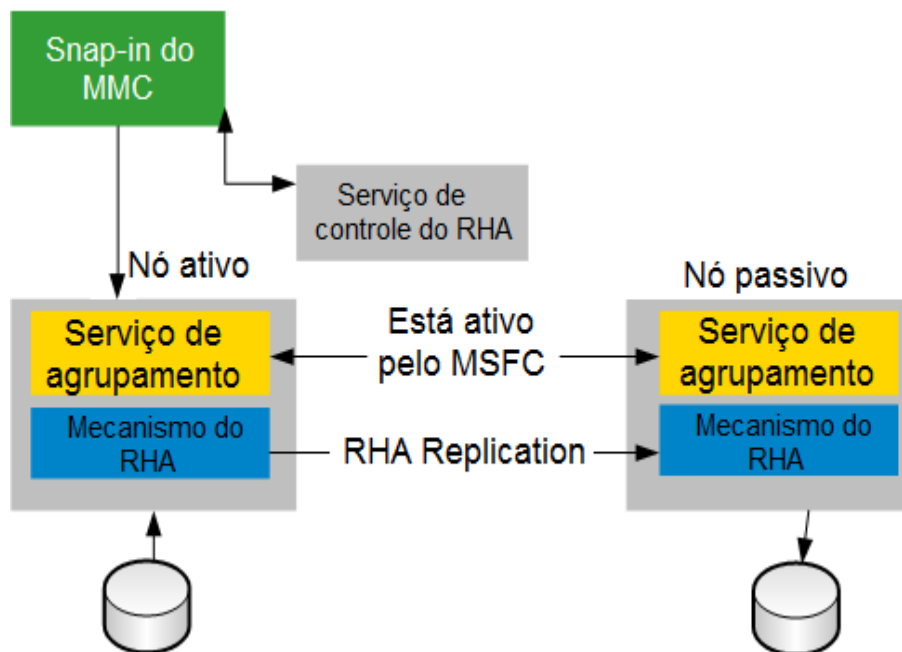 Snap-in do
MMC
Serviço de
controle do RHA
Nó ativo
Nó passivo
Serviço de
agrupamento
Está ativo
pelo MSFC
Serviço de
agrupamento
Mecanismo do
RHA
RHA Replication
Mecanismo do
RHA